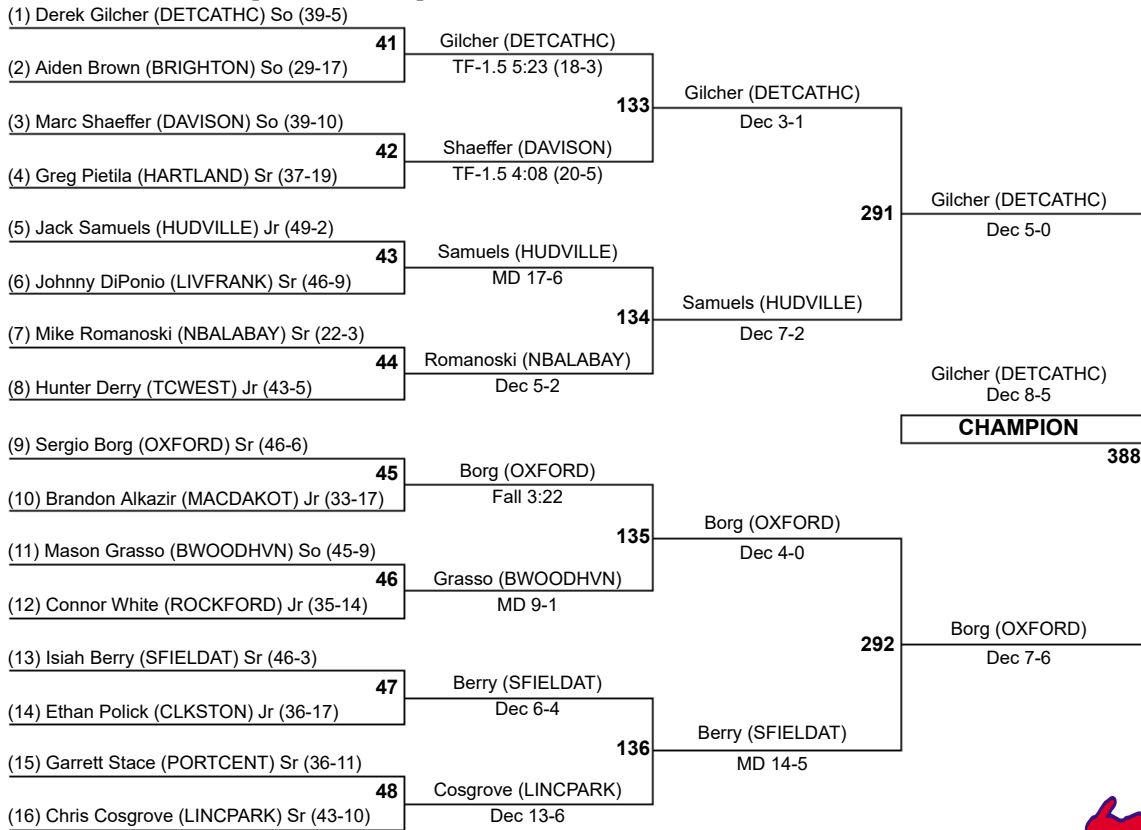 (1) Derek Gilcher (DETCATHC) So (39-5)
41
Gilcher (DETCATHC)
(2) Aiden Brown (BRIGHTON) So (29-17)
TF-1.5 5:23 (18-3)
133
Gilcher (DETCATHC)
Dec 3-1
(3) Marc Shaeffer (DAVISON) So (39-10)
42
Shaeffer (DAVISON)
(4) Greg Pietila (HARTLAND) Sr (37-19)
TF-1.5 4:08 (20-5)
291
Gilcher (DETCATHC)
Dec 5-0
(5) Jack Samuels (HUDVILLE) Jr (49-2)
43
Samuels (HUDVILLE)
(6) Johnny DiPonio (LIVFRANK) Sr (46-9)
MD 17-6
134
Samuels (HUDVILLE)
Dec 7-2
(7) Mike Romanoski (NBALABAY) Sr (22-3)
44
Romanoski (NBALABAY)
(8) Hunter Derry (TCWEST) Jr (43-5)
Dec 5-2
Gilcher (DETCATHC)
Dec 8-5
CHAMPION
388
(9) Sergio Borg (OXFORD) Sr (46-6)
45
Borg (OXFORD)
(10) Brandon Alkazir (MACDAKOT) Jr (33-17)
Fall 3:22
135
Borg (OXFORD)
Dec 4-0
(11) Mason Grasso (BWOODHVN) So (45-9)
46
Grasso (BWOODHVN)
(12) Connor White (ROCKFORD) Jr (35-14)
MD 9-1
292
Borg (OXFORD)
Dec 7-6
(13) Isiah Berry (SFIELDAT) Sr (46-3)
47
Berry (SFIELDAT)
(14) Ethan Polick (CLKSTON) Jr (36-17)
Dec 6-4
136
Berry (SFIELDAT)
MD 14-5
(15) Garrett Stace (PORTCENT) Sr (36-11)
48
Cosgrove (LINCPARK)
(16) Chris Cosgrove (LINCPARK) Sr (43-10)
Dec 13-6